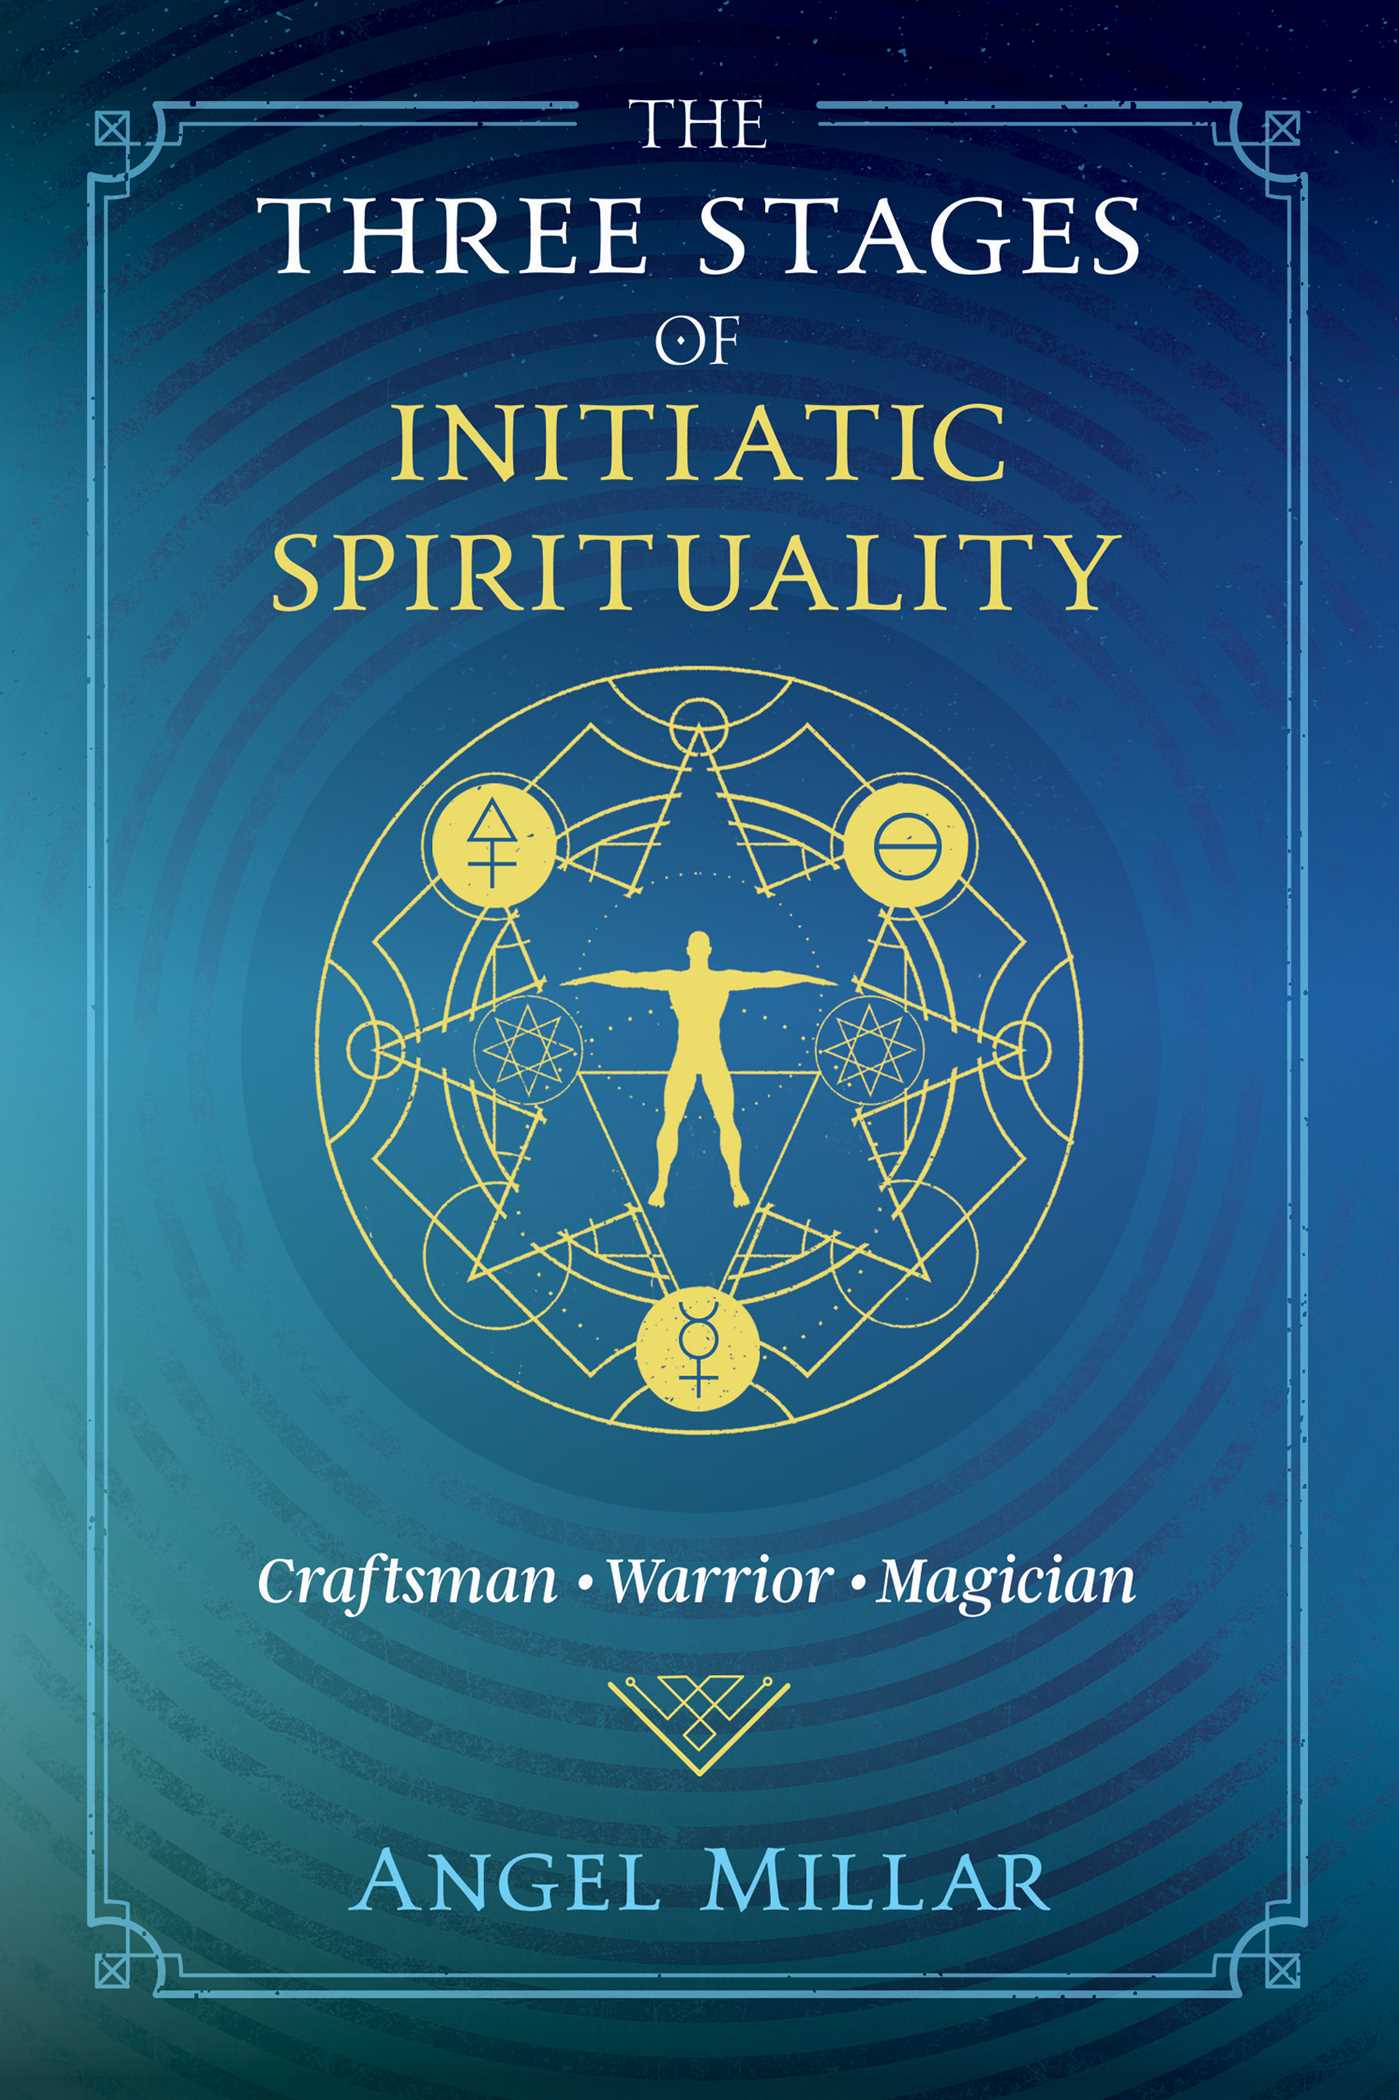 THE
THREE STAGES
OF
INITIATIC
SPIRITUALITY
Craftsman • Warrior • Magician
ANGEL MILLAR